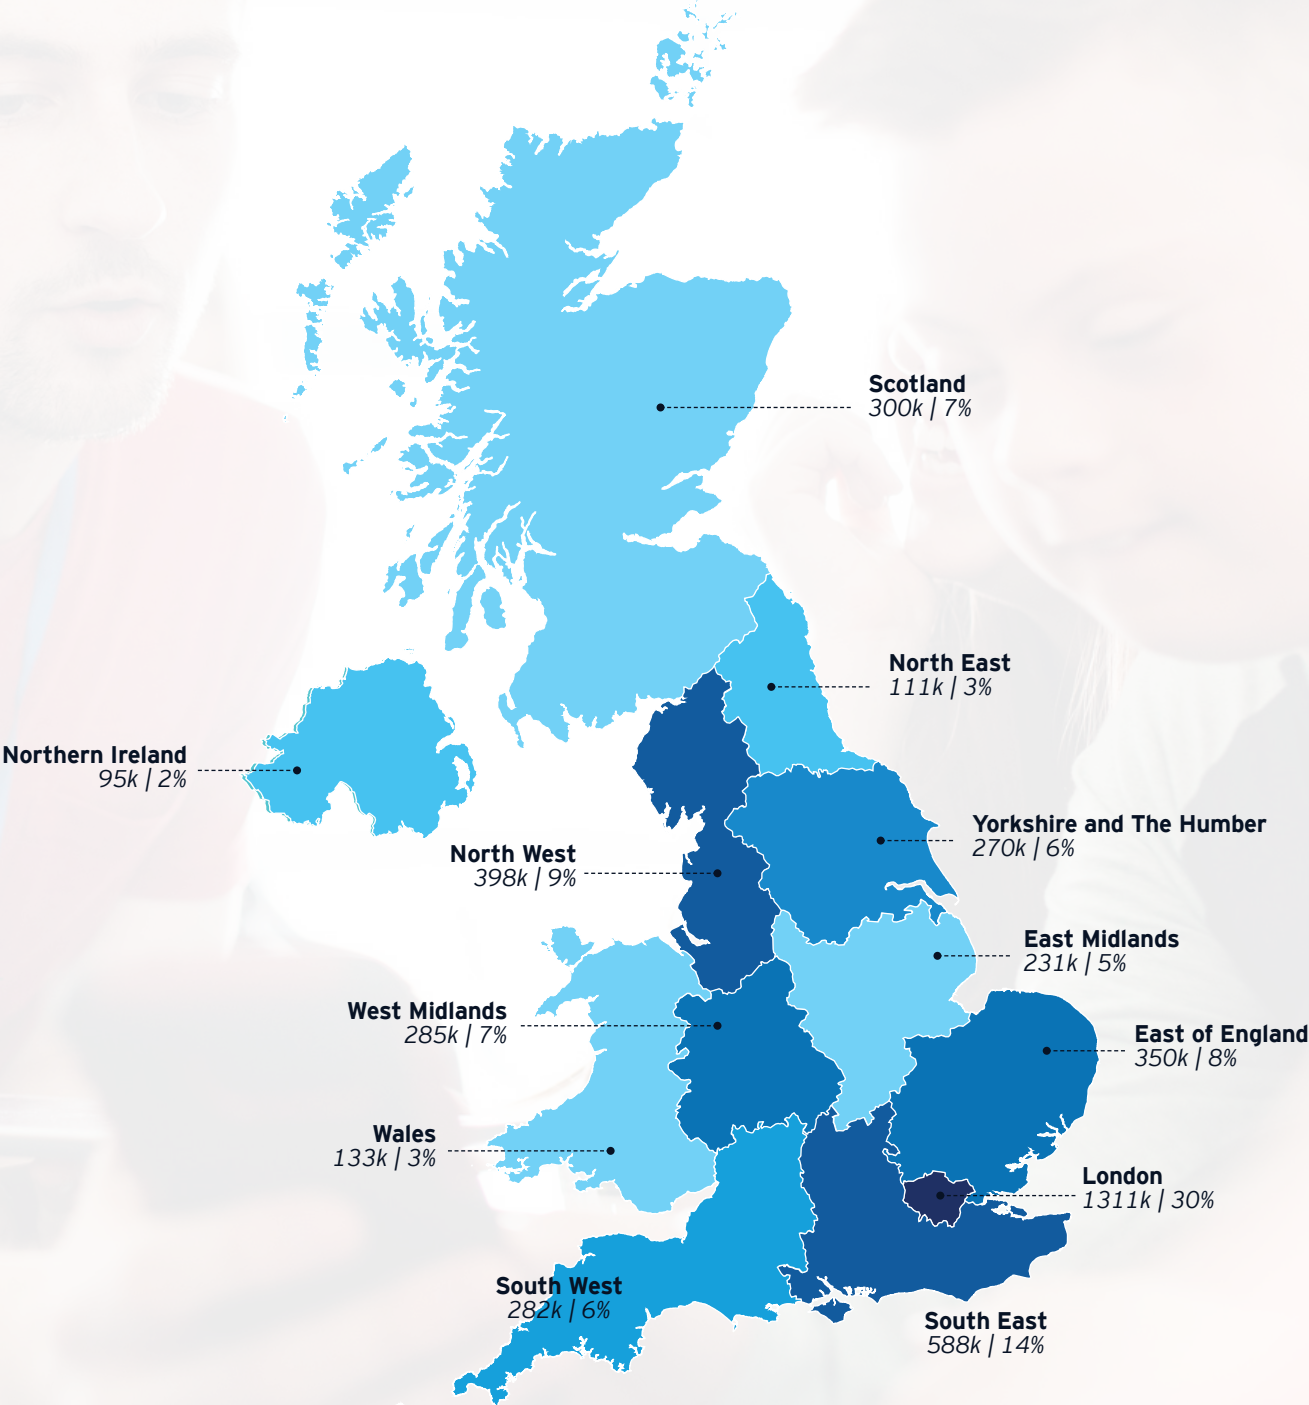 Scotland
300k | 7%
North East
111k | 3%
Northern Ireland
95k | 2%
Yorkshire and The Humber
270k | 6%
North West
398k | 9%
East Midlands
231k | 5%
West Midlands
285k | 7%
East of England
350k | 8%
Wales
133k | 3%
London
1311k | 30%
South West
282k | 6%
South East
588k | 14%